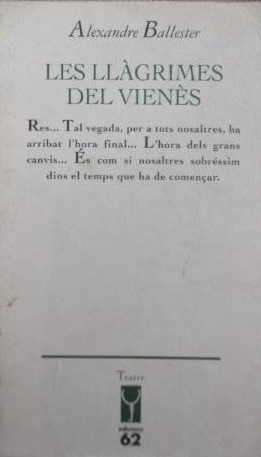 Alexandre Ballester
LES LLÀGRIMES
DEL VIENÈS
Res... Tal vegada, per a tots nosaltres, ha
arribat l'hora final... L'hora dels grans
canvis... És com si nosaltres sobréssim
dins el temps que ha de començar.
Teatre
edicions
62